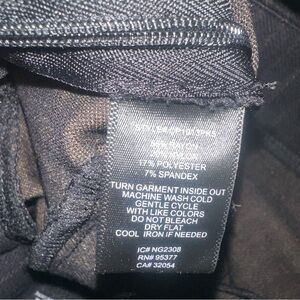 17% POLYESTER
7% SPANDEX
TURN GARMENT INSIDE OUT
MACHINE WASH COLD
GENTLE CYCLE
WITH LIKE COLORS
DO NOT BLEACH
DRY FLAT
COOL IRON IF NEEDED
IC# NG2308
RN# 95377
CA# 32054